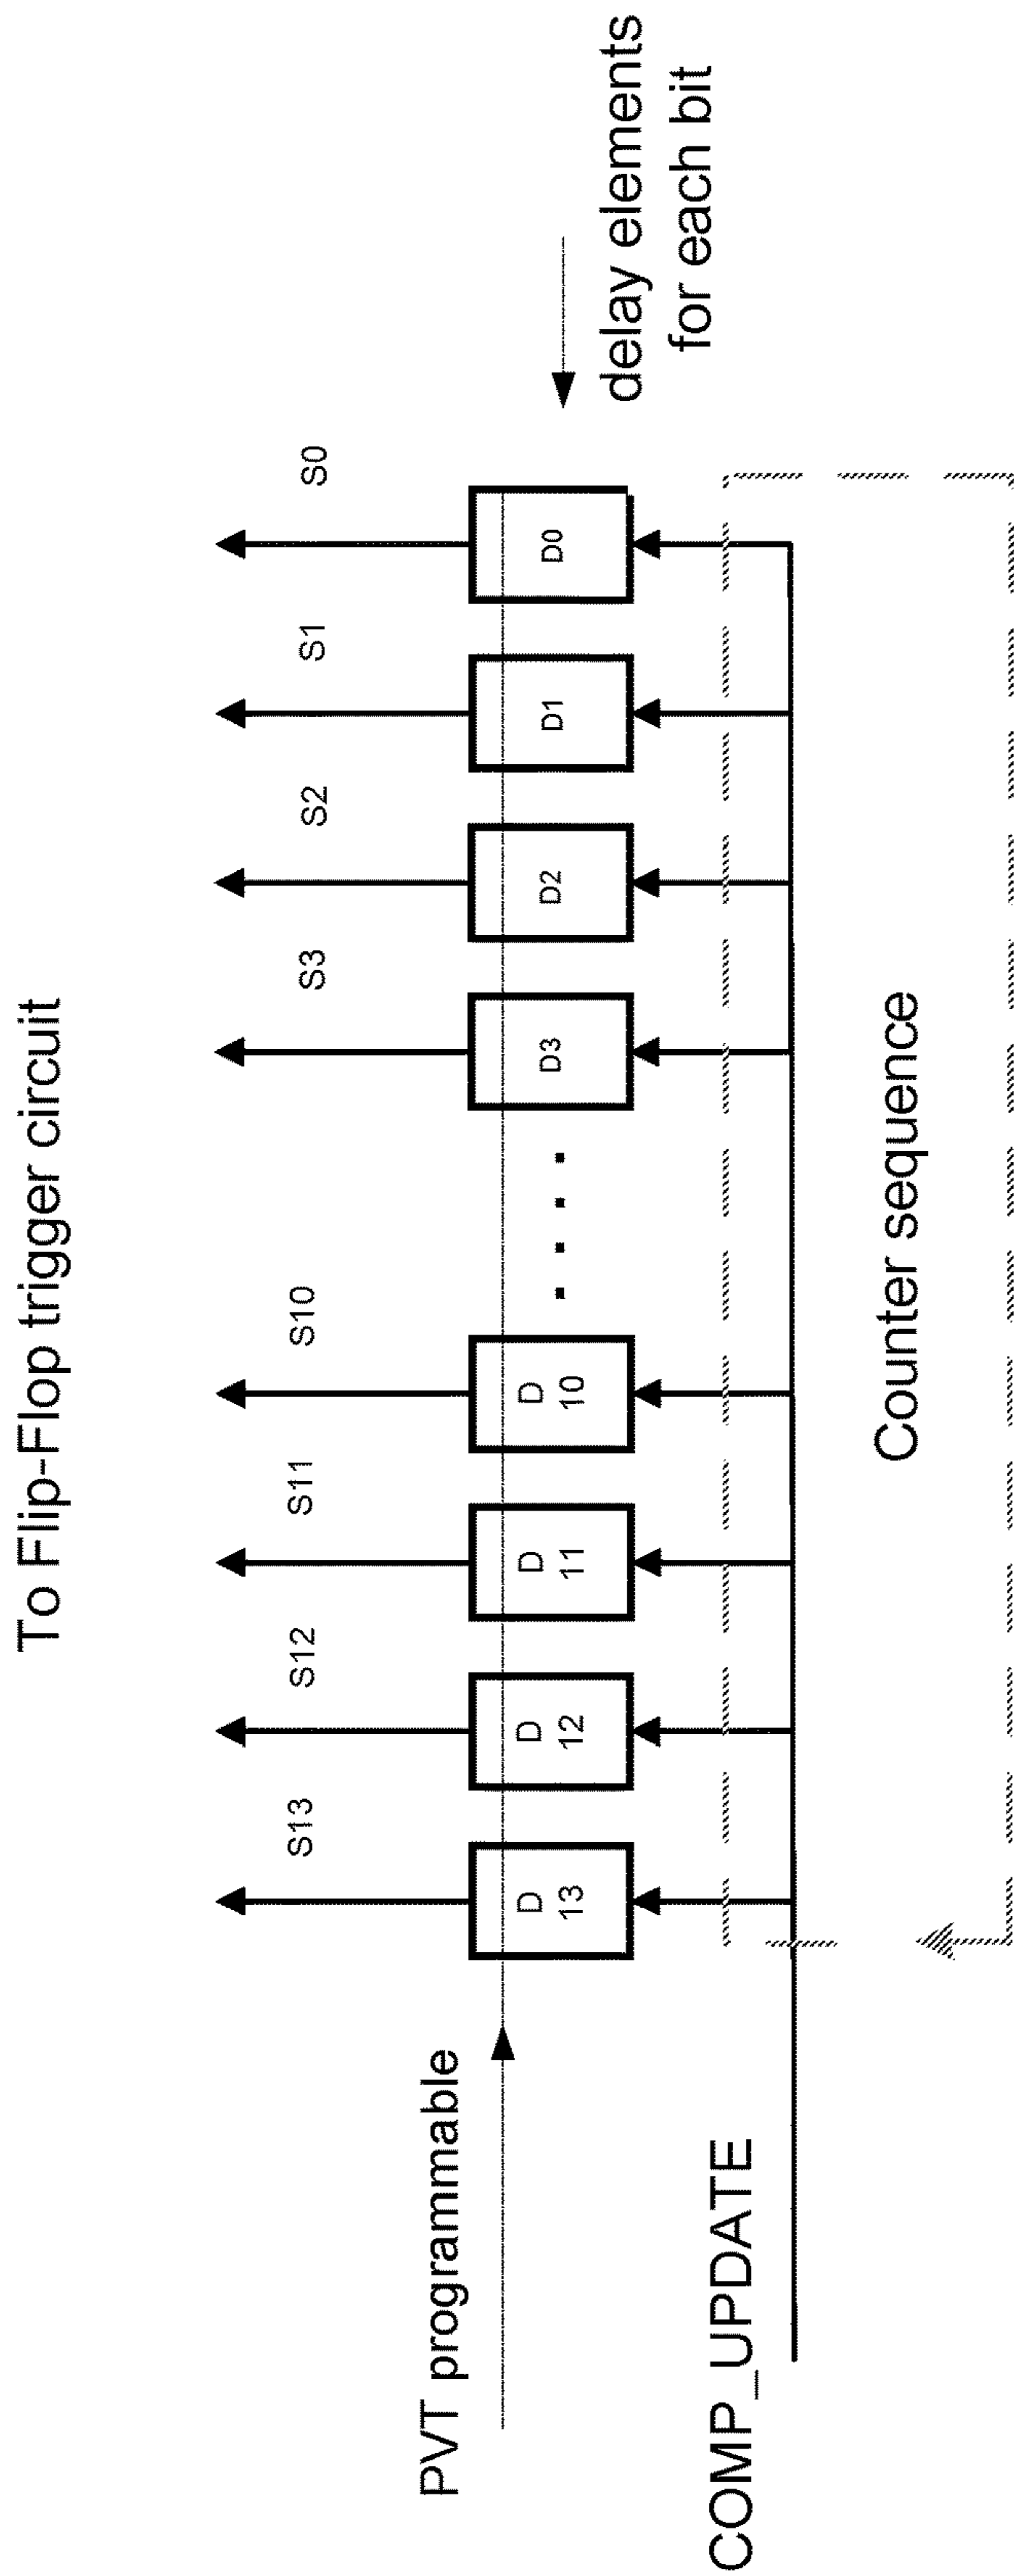 To Flip-Flop trigger circuit
S13
S12
S11
S10
S3
S2
S1
S0
PVT programmable
D
13
D
12
D
11
D
10
D3
D2
D1
D0
delay elements
for each bit
COMP_UPDATE
Counter sequence